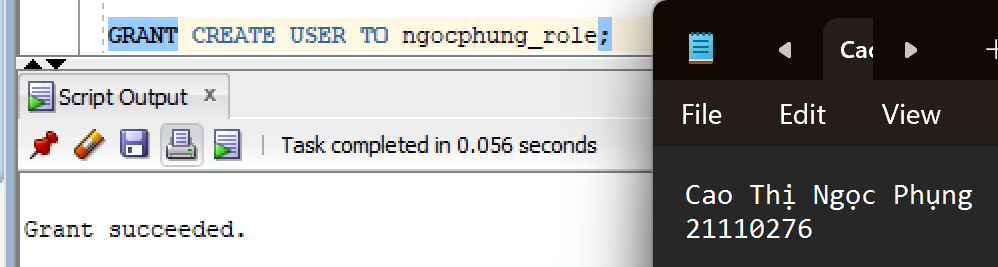 GRANT CREATE USER TO ngocphung_role;
Script Output x
Task completed in 0.056 seconds
Grant succeeded.
Cao
File Edit View
Cao Thị Ngọc Phụng
21110276